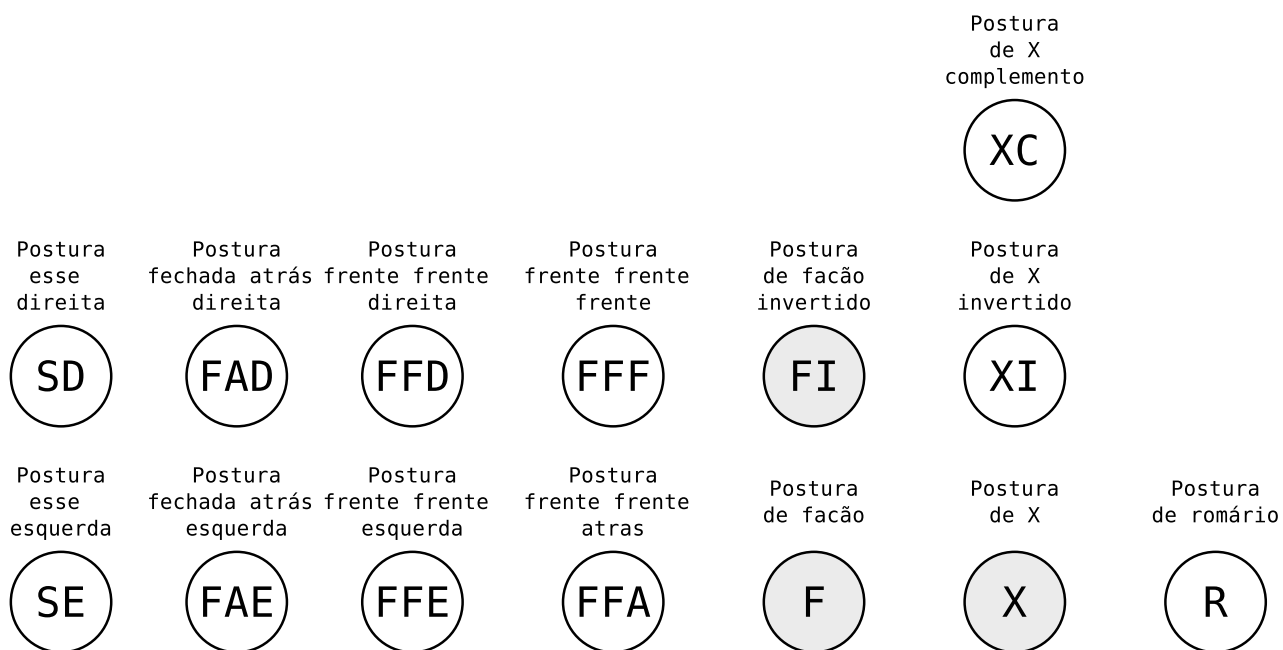 Postura
de X
complemento
XC
Postura
esse
direita
SD
Postura
fechada atrás
direita
FAD
Postura
frente frente
direita
FFD
Postura
frente frente
frente
FFF
Postura
de facão
invertido
FI
Postura
de X
invertido
XI
Postura
esse
esquerda
SE
Postura
fechada atrás
esquerda
FAE
Postura
frente frente
esquerda
FFE
Postura
frente frente
atras
FFA
Postura
de facão
F
Postura
de X
X
Postura
de romário
R